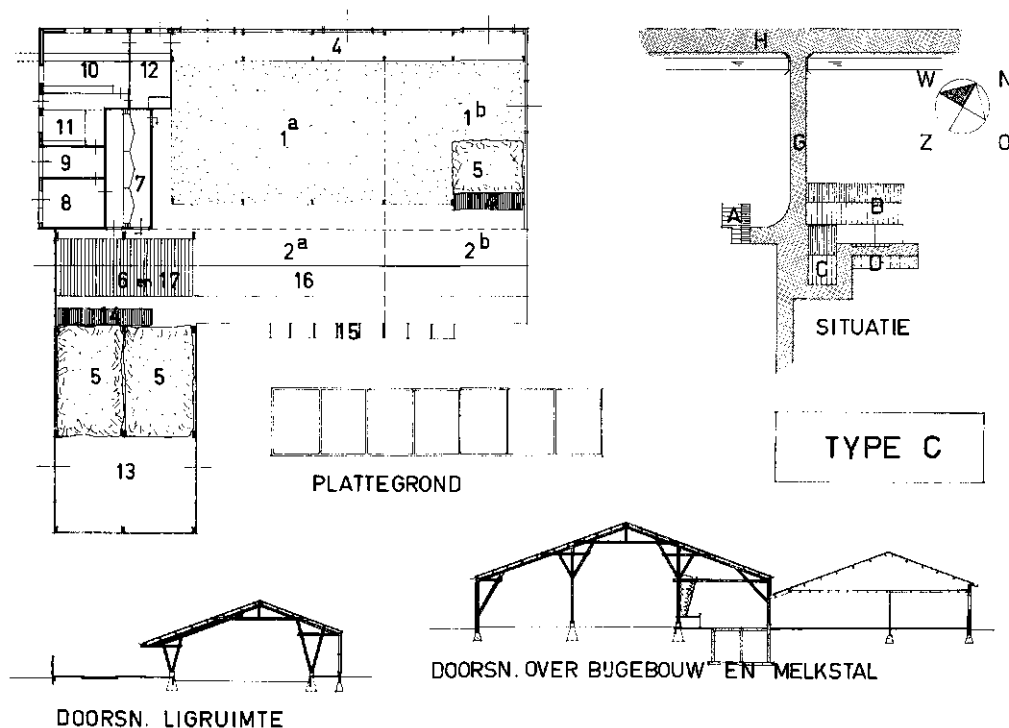 10 12 4
11
1a 1b
5
9
7
14
8
2a 2b
6 en 17 16
14
15
5 5
13
PLATTEGROND
H
W N
Z O
G
A B
C D
SITUATIE
TYPE C
DOORSN. LIGRUIMTE
DOORSN. OVER BIJGEBOUW EN MELKSTAL